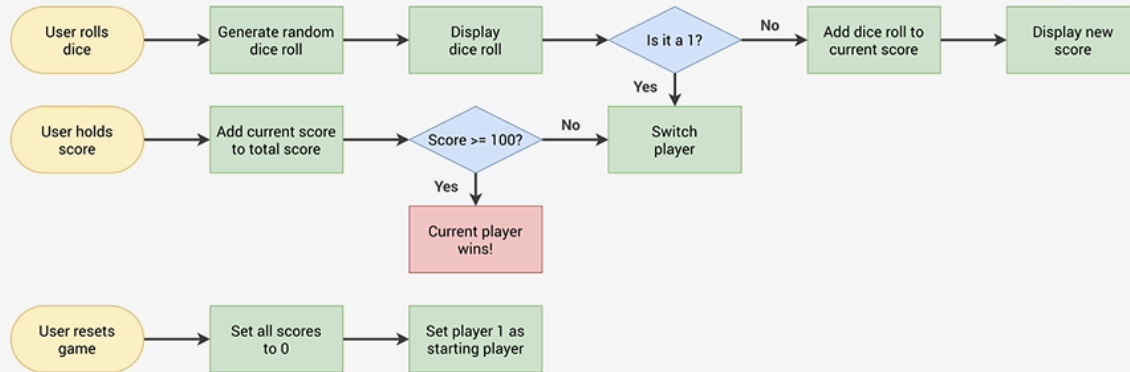 User rolls
dice
Generate random
dice roll
Display
dice roll
Is it a 1?
No
Add dice roll to
current score
Display new
score
Yes
User holds
score
Add current score
to total score
Score >= 100?
No
Switch
player
Yes
Current player
wins!
User resets
game
Set all scores
to 0
Set player 1 as
starting player